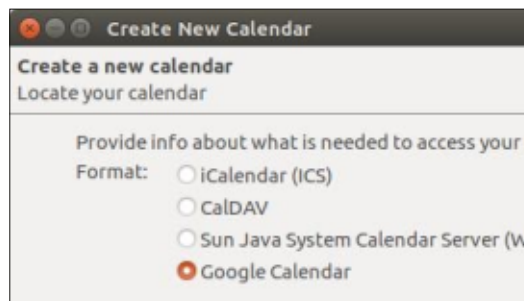 Create New Calendar
Create a new calendar
Locate your calendar
Provide info about what is needed to access your
Format:
iCalendar (ICS)
CalDAV
Sun Java System Calendar Server (W
Google Calendar